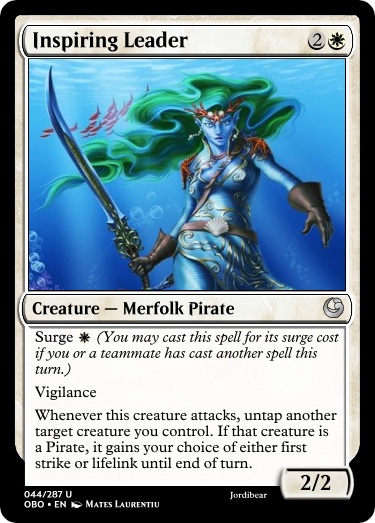 Inspiring Leader 2
Creature — Merfolk Pirate
Surge (You may cast this spell for its surge cost
if you or a teammate has cast another spell this
turn.)
Vigilance
Whenever this creature attacks, untap another
target creature you control. If that creature is
a Pirate, it gains your choice of either first
strike or lifelink until end of turn.
2/2
044/287 U
OBO • EN Mates Laurentiu
Jordibear